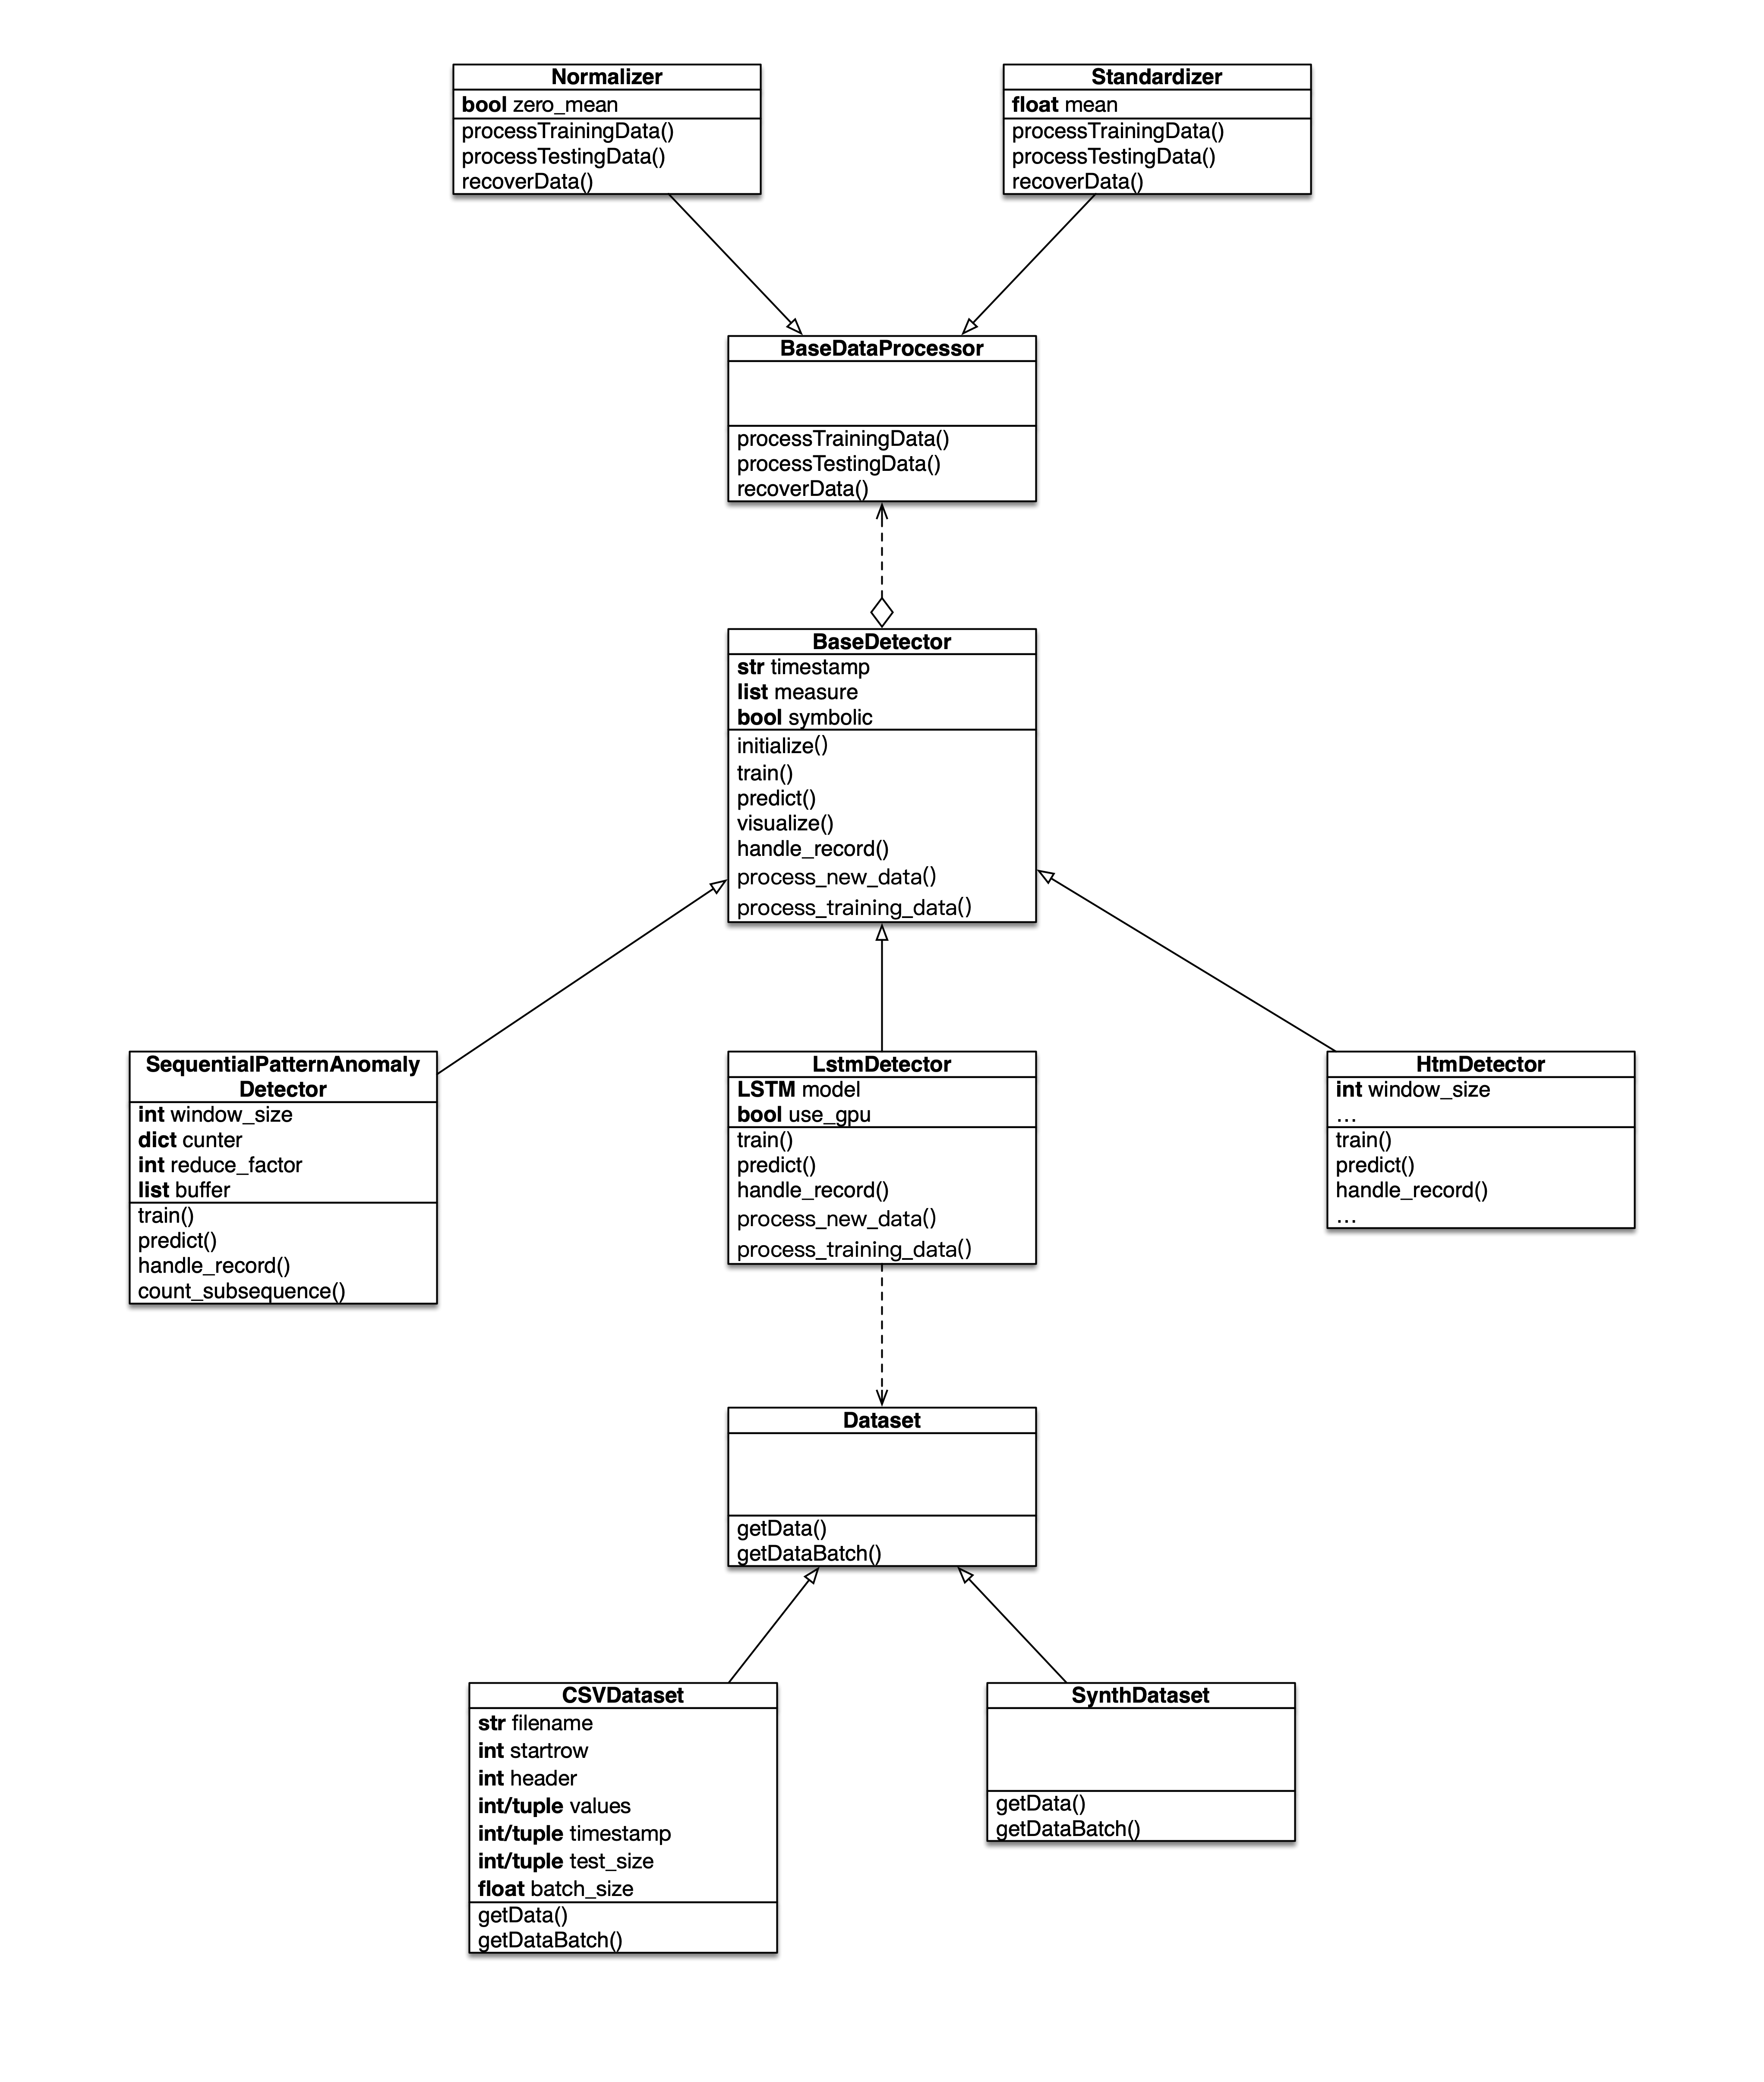 Normalizer
bool zero_mean
processTrainingData()
processTestingData()
recoverData()
Standardizer
float mean
processTrainingData()
processTestingData()
recoverData()
BaseDataProcessor
processTrainingData()
processTestingData()
recoverData()
BaseDetector
str timestamp
list measure
bool symbolic
initialize()
train()
predict()
visualize()
handle_record()
process_new_data()
process_training_data()
SequentialPatternAnomaly
Detector
int window_size
dict cunter
int reduce_factor
list buffer
train()
predict()
handle_record()
count_subsequence()
LstmDetector
LSTM model
bool use_gpu
train()
predict()
handle_record()
process_new_data()
process_training_data()
HtmDetector
int window_size
...
train()
predict()
handle_record()
...
Dataset
getData()
getDataBatch()
CSVDataset
str filename
int startrow
int header
int/tuple values
int/tuple timestamp
int/tuple test_size
float batch_size
getData()
getDataBatch()
SynthDataset
getData()
getDataBatch()